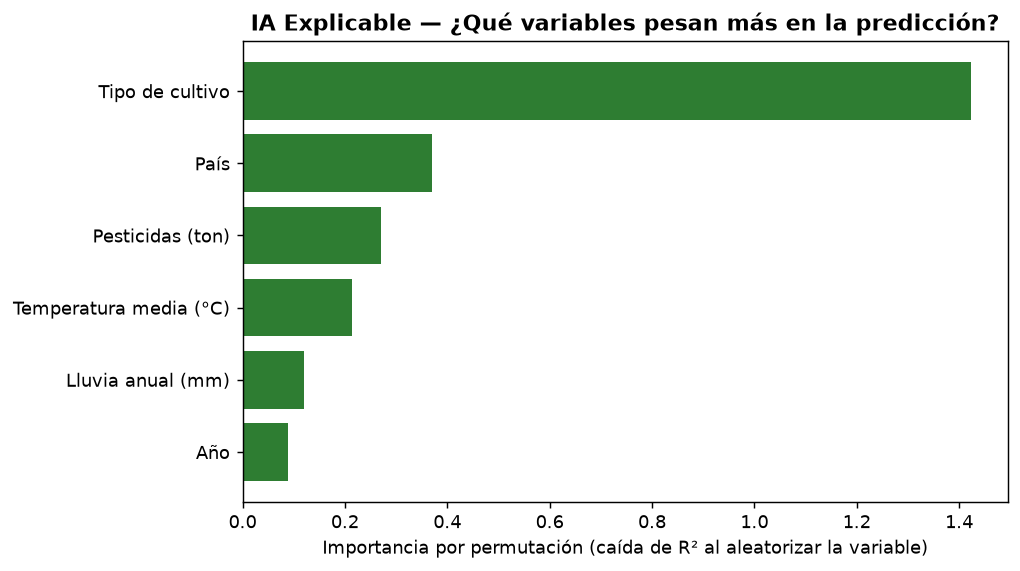 IA Explicable — ¿Qué variables pesan más en la predicción?
Tipo de cultivo
País
Pesticidas (ton)
Temperatura media (°C)
Lluvia anual (mm)
Año
0.0 0.2 0.4 0.6 0.8 1.0 1.2 1.4
Importancia por permutación (caída de R² al aleatorizar la variable)